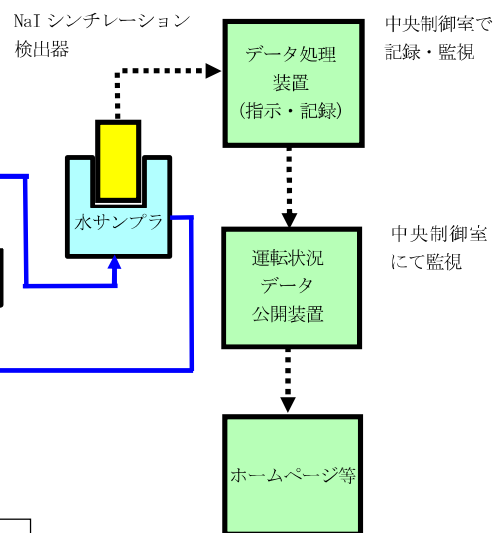 NaI シンチレーション
検出器
データ処理
装置
(指示・記録)
中央制御室で
記録・監視
水サンプラ
運転状況
データ
公開装置
中央制御室
にて監視
ホームページ等